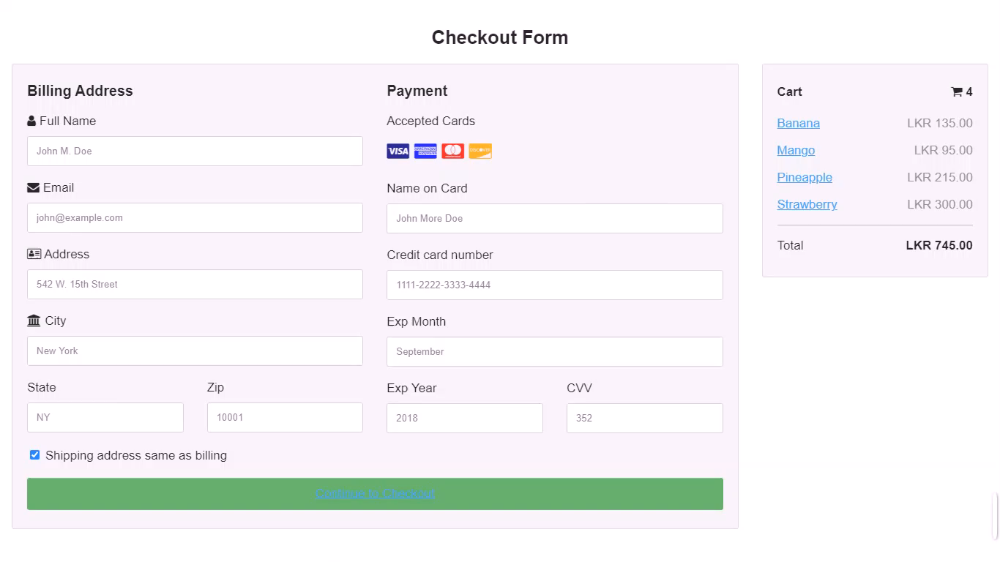 Checkout Form
Billing Address
Full Name
John M. Doe
Email
john@example.com
Address
542 W. 15th Street
City
New York
State Zip
NY 10001
Shipping address same as billing
Payment
Accepted Cards
VISA AMERICAN EXPRESS DISCOVER
Name on Card
John More Doe
Credit card number
1111-2222-3333-4444
Exp Month
September
Exp Year CVV
2018 352
Continue to Checkout
Cart 4
Banana LKR 135.00
Mango LKR 95.00
Pineapple LKR 215.00
Strawberry LKR 300.00
Total LKR 745.00